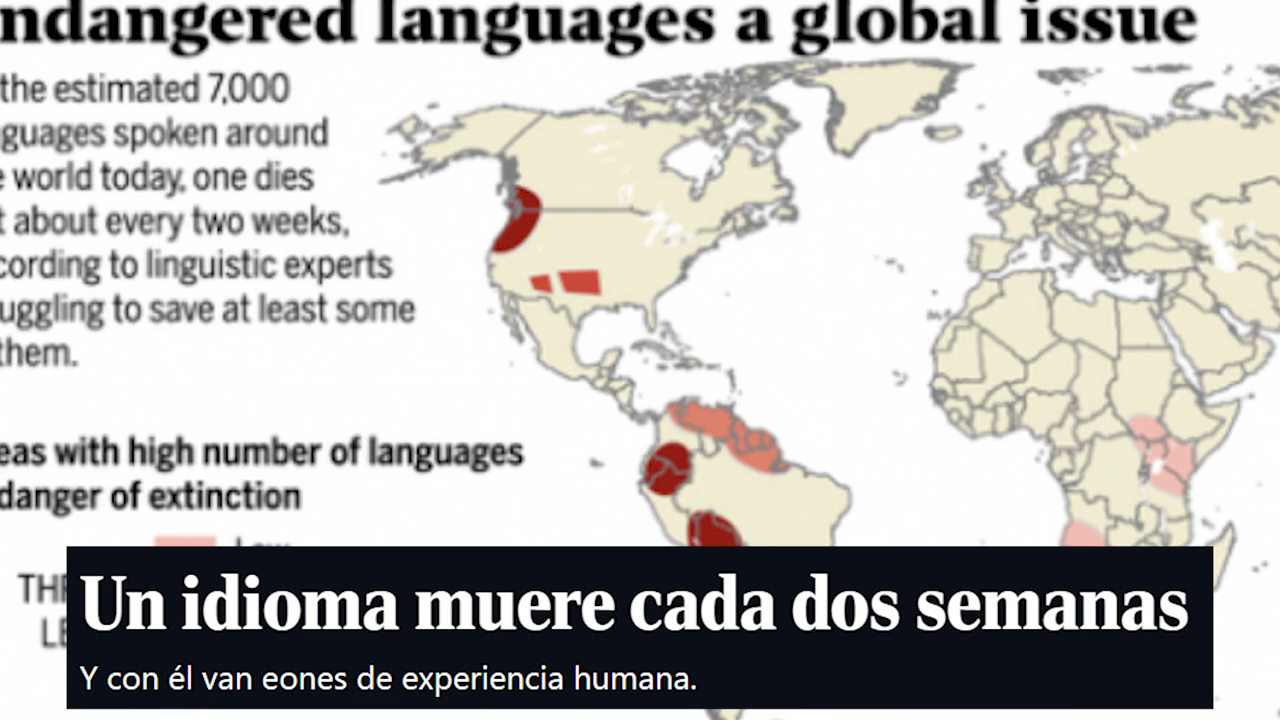 ndangered languages a global issue
the estimated 7,000
guages spoken around
e world today, one dies
t about every two weeks,
cording to linguistic experts
uggling to save at least some
them.
eas with high number of languages
danger of extinction
Un idioma muere cada dos semanas
Y con él van eones de experiencia humana.